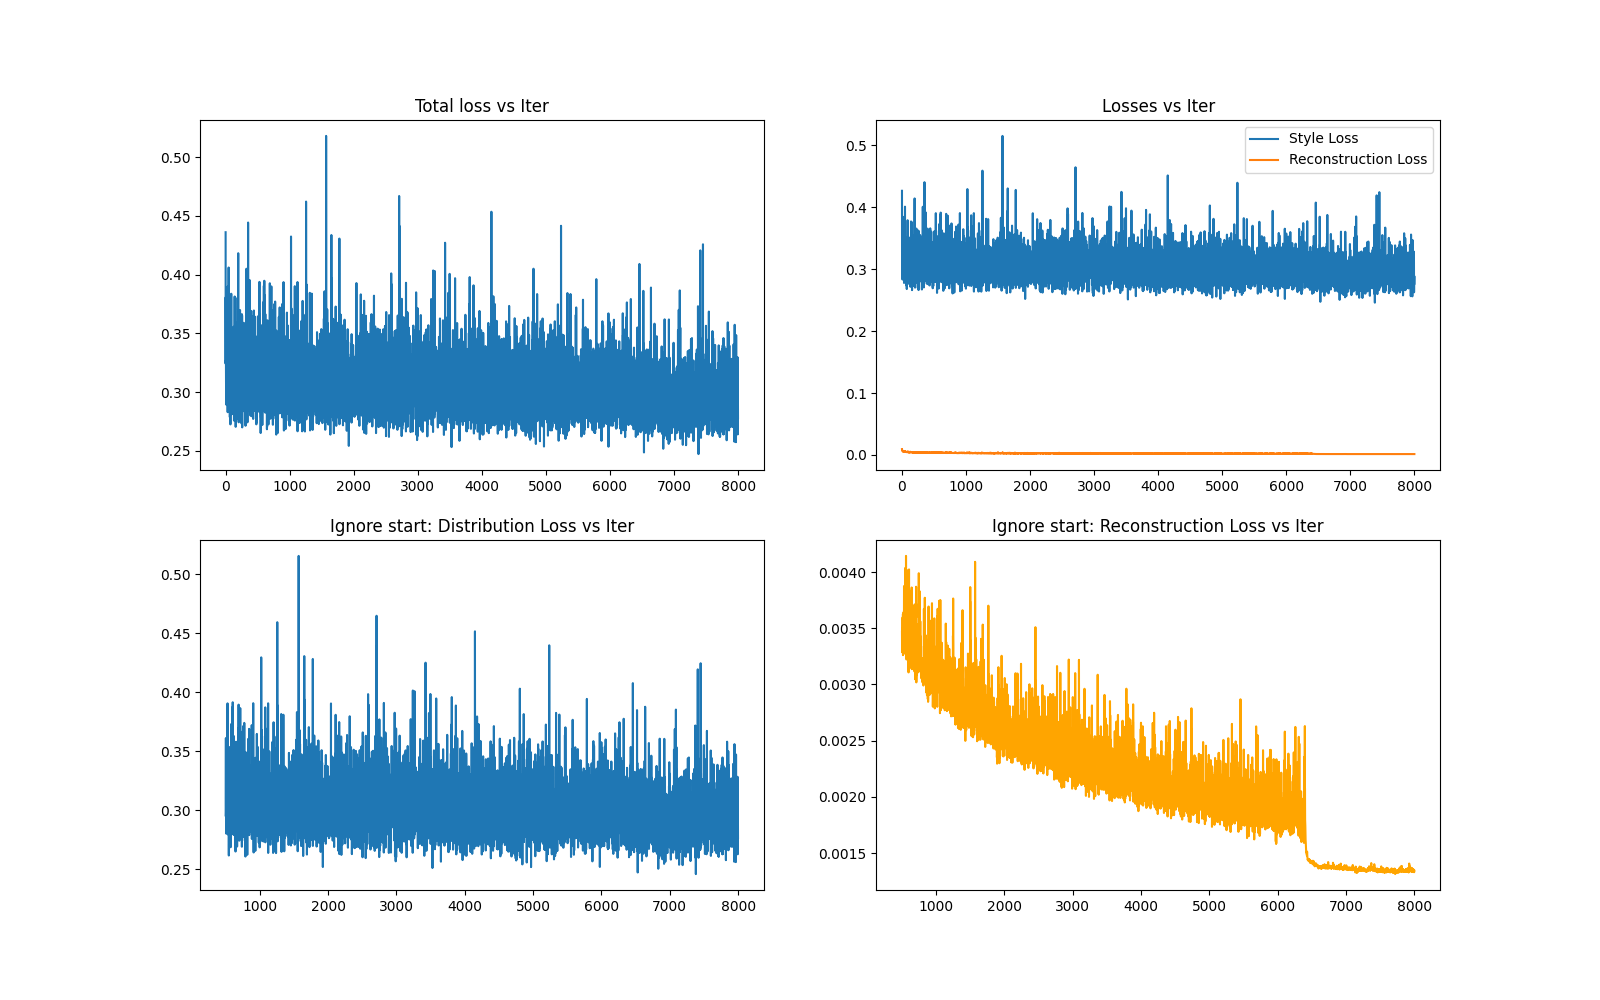 Total loss vs Iter
0.50
0.45
0.40
0.35
0.30
0.25
0 1000 2000 3000 4000 5000 6000 7000 8000
Losses vs Iter
Style Loss
Reconstruction Loss
0.5
0.4
0.3
0.2
0.1
0.0
0 1000 2000 3000 4000 5000 6000 7000 8000
Ignore start: Distribution Loss vs Iter
0.50
0.45
0.40
0.35
0.30
0.25
1000 2000 3000 4000 5000 6000 7000 8000
Ignore start: Reconstruction Loss vs Iter
0.0040
0.0035
0.0030
0.0025
0.0020
0.0015
1000 2000 3000 4000 5000 6000 7000 8000